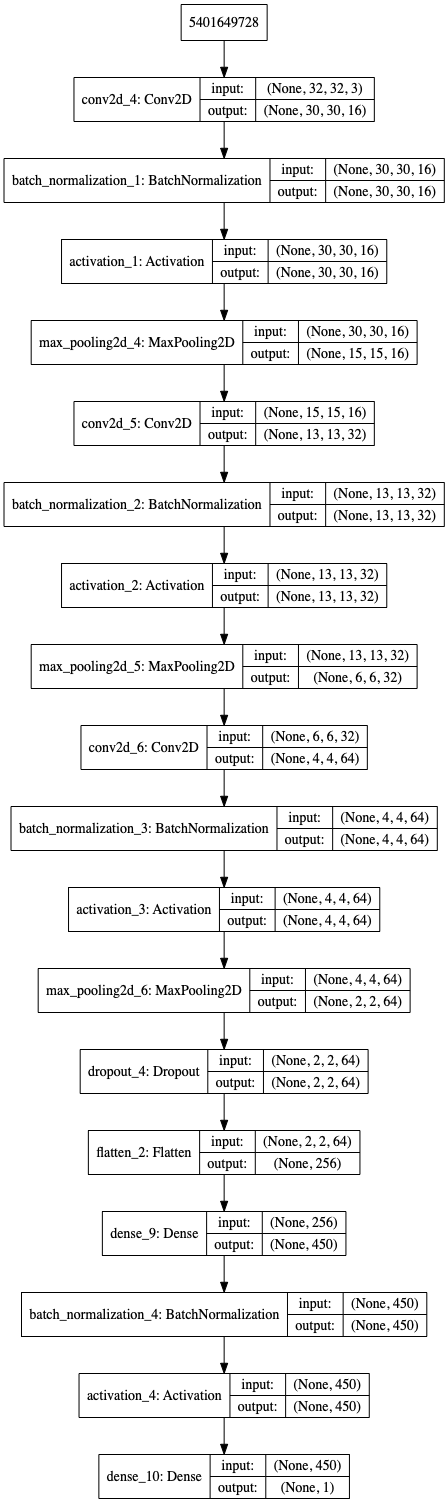 5401649728
conv2d_4: Conv2D
input: (None, 32, 32, 3)
output: (None, 30, 30, 16)
batch_normalization_1: BatchNormalization
input: (None, 30, 30, 16)
output: (None, 30, 30, 16)
activation_1: Activation
input: (None, 30, 30, 16)
output: (None, 30, 30, 16)
max_pooling2d_4: MaxPooling2D
input: (None, 30, 30, 16)
output: (None, 15, 15, 16)
conv2d_5: Conv2D
input: (None, 15, 15, 16)
output: (None, 13, 13, 32)
batch_normalization_2: BatchNormalization
input: (None, 13, 13, 32)
output: (None, 13, 13, 32)
activation_2: Activation
input: (None, 13, 13, 32)
output: (None, 13, 13, 32)
max_pooling2d_5: MaxPooling2D
input: (None, 13, 13, 32)
output: (None, 6, 6, 32)
conv2d_6: Conv2D
input: (None, 6, 6, 32)
output: (None, 4, 4, 64)
batch_normalization_3: BatchNormalization
input: (None, 4, 4, 64)
output: (None, 4, 4, 64)
activation_3: Activation
input: (None, 4, 4, 64)
output: (None, 4, 4, 64)
max_pooling2d_6: MaxPooling2D
input: (None, 4, 4, 64)
output: (None, 2, 2, 64)
dropout_4: Dropout
input: (None, 2, 2, 64)
output: (None, 2, 2, 64)
flatten_2: Flatten
input: (None, 2, 2, 64)
output: (None, 256)
dense_9: Dense
input: (None, 256)
output: (None, 450)
batch_normalization_4: BatchNormalization
input: (None, 450)
output: (None, 450)
activation_4: Activation
input: (None, 450)
output: (None, 450)
dense_10: Dense
input: (None, 450)
output: (None, 1)